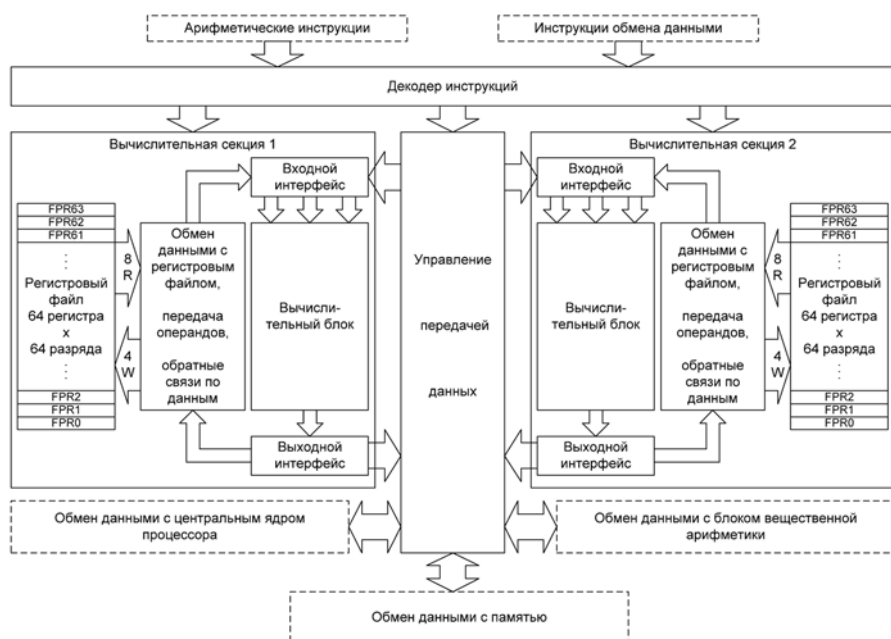 Арифметические инструкции
Инструкции обмена данными
Декодер инструкций
Вычислительная секция 1
Входной
интерфейс
FPR63
FPR62
FPR61
⋮ ⋮
Регистровый
файл
64 регистра
x
64 разряда
⋮ ⋮
FPR2
FPR1
FPR0
8
R
4
W
Обмен
данными с
регистровым
файлом,
передача
операндов,
обратные
связи по
данным
Вычисли-
тельный блок
Выходной
интерфейс
Управление
передачей
данных
Вычислительная секция 2
Входной
интерфейс
Вычисли-
тельный блок
Обмен
данными с
регистровым
файлом,
передача
операндов,
обратные
связи по
данным
8
R
4
W
FPR63
FPR62
FPR61
⋮ ⋮
Регистровый
файл
64 регистра
x
64 разряда
⋮ ⋮
FPR2
FPR1
FPR0
Выходной
интерфейс
Обмен данными с центральным ядром
процессора
Обмен данными с блоком вещественной
арифметики
Обмен данными с памятью